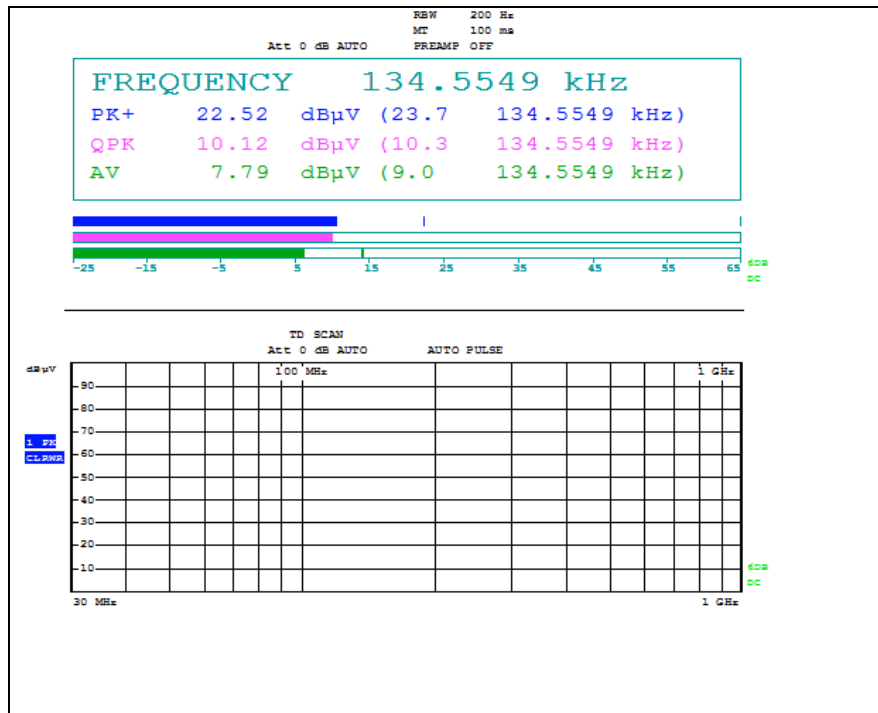 RBW 200 Hz
MT 100 ms
Att 0 dB AUTO PREAMP OFF
FREQUENCY 134.5549 kHz
PK+ 22.52 dBµV (23.7 134.5549 kHz)
QPK 10.12 dBµV (10.3 134.5549 kHz)
AV 7.79 dBµV (9.0 134.5549 kHz)
-25 -15 -5 5 15 25 35 45 55 65
6DB
DC
TD SCAN
Att 0 dB AUTO AUTO PULSE
dBµV
100 MHz 1 GHz
90
80
70
1 PK
CLRWR
60
50
40
30
20
10
6DB
DC
30 MHz 1 GHz